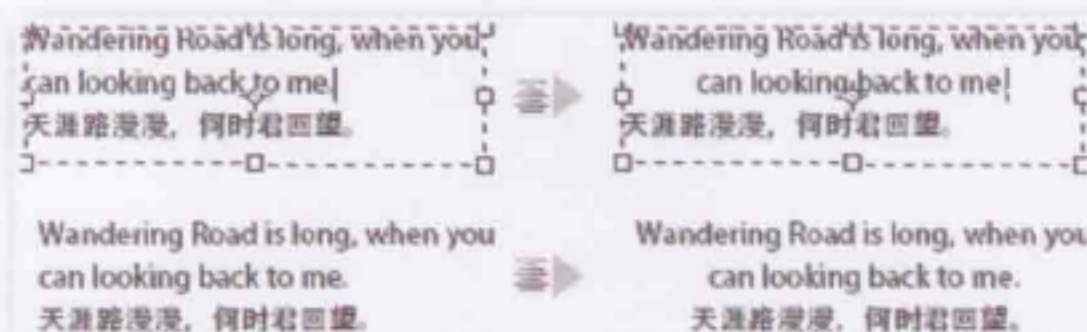 Wandering Road is long, when you
can looking back to me.
天涯路漫漫，何时君回望。
Wandering Road is long, when you
can looking back to me.
天涯路漫漫，何时君回望。
Wandering Road is long, when you
can looking back to me.
天涯路漫漫，何时君回望。
Wandering Road is long, when you
can looking back to me.
天涯路漫漫，何时君回望。